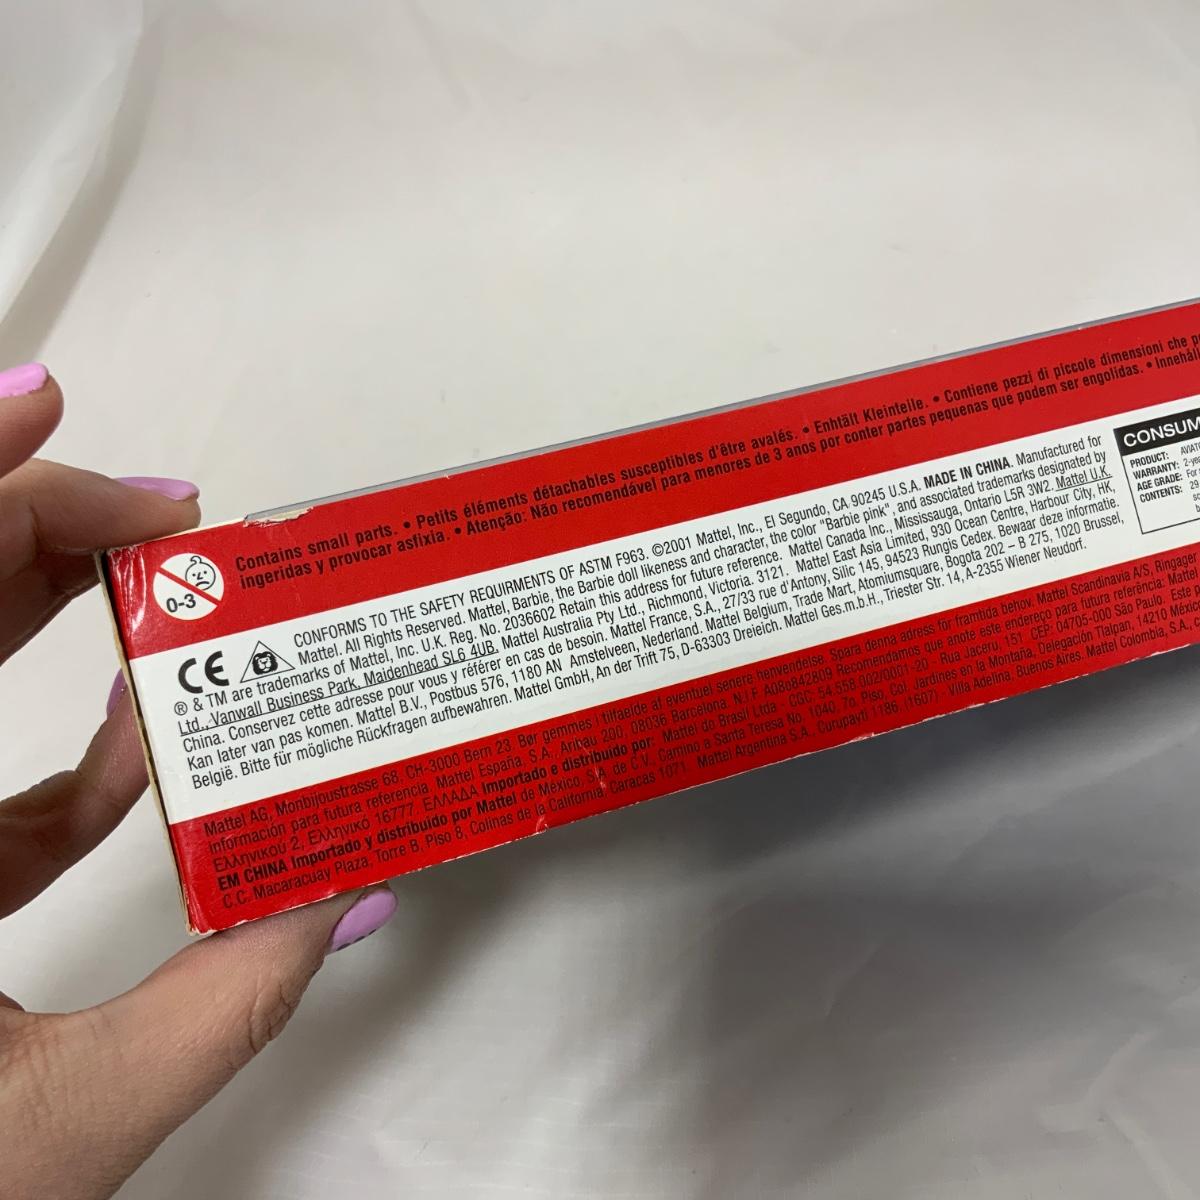 Contains small parts. • Petits éléments détachables susceptibles d'être avalés. • Enthält Kleinteile. • Contiene pezzi di piccole dimensioni che
ingeridas y provocar asfixia. • Atenção: Não recomendável para menores de 3 anos por conter partes pequenas que podem ser engolidas. •
0-3
CE
CONFORMS TO THE SAFETY REQUIRMENTS OF ASTM F963. ©2001 Mattel, Inc., El Segundo, CA 90245 U.S.A. MADE IN CHINA. Manufactured for
Mattel. All Rights Reserved. Mattel, Barbie, the Barbie doll likeness and character, the color "Barbie pink", and associated trademarks designated by
® & TM are trademarks of Mattel, Inc. U.K. Reg. No. 2036602 Retain this address for future reference. Mattel Canada Inc., Mississauga, Ontario L5R 3W2. Mattel U.K.
Ltd., Vanwall Business Park, Maidenhead SL6 4UB. Mattel Australia Pty Ltd., Richmond, Victoria. 3121. Mattel East Asia Limited, 930 Ocean Centre, Harbour City, HK,
China. Conservez cette adresse pour vous y référer en cas de besoin. Mattel France, S.A., 27/33 rue d'Antony, Silic 145, 94523 Rungis Cedex. Bewaar deze informatie.
Kan later van pas komen. Mattel B.V., Postbus 576, 1180 AN Amstelveen, Nederland. Mattel Belgium, Trade Mart, Atomiumsquare, Bogota 202 – B 275, 1020 Brussel,
België. Bitte für mögliche Rückfragen aufbewahren. Mattel GmbH, An der Trift 75, D-63303 Dreieich. Mattel Ges.m.b.H., Triester Str. 14, A-2355 Wiener Neudorf.
CONSUM
PRODUCT:
WARRANTY:
AGE GRADE: For
CONTENTS: 29
Mattel AG, Monbijoustrasse 68, CH-3000 Bern 23. Bør gemmes i tilfaelde af eventuel senere henvendelse. Spara denna adress för framtida behov. Mattel Scandinavia A/S, Ringager
información para futura referencia. Mattel España, S.A., Aribau 200, 08036 Barcelona. N.I.F. A08842809 Recomendámos que anote este endereço para futura referência: Mattel
Ελληνικού 2, Ελληνικό 16777, ΕΛΛΑΔΑ Importado e distribuido por: Mattel do Brasil Ltda - CGC: 54.558.002/0001-20 - Rua Jacerú, 151 CEP: 04705-000 São Paulo. Este
EM CHINA Importado y distribuido por Mattel de México, S.A. de C.V., Camino a Santa Teresa No. 1040, 7o. Piso, Col. Jardines en la Montaña, Delegación Tlalpan, 14210 México
C.C. Macaracuay Plaza, Torre B, Piso 8, Colinas de la California, Caracas 1071. Mattel Argentina S.A., Curupaytí 1186, (1607) - Villa Adelina, Buenos Aires. Mattel Colombia, S.A.,